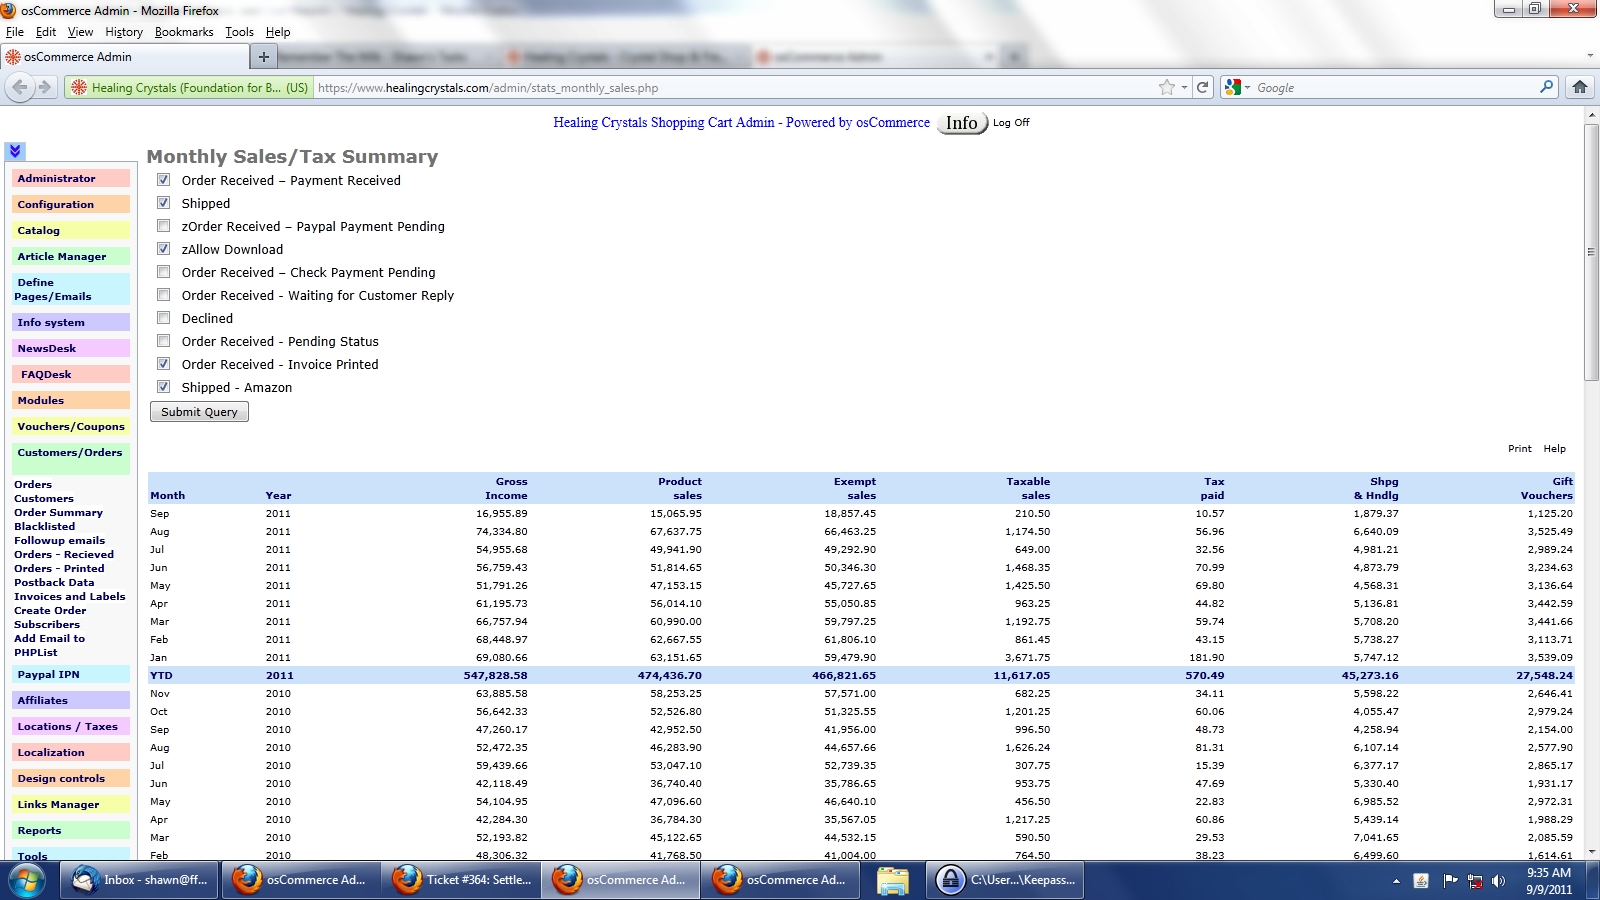 osCommerce Admin - Mozilla Firefox
File Edit View History Bookmarks Tools Help
osCommerce Admin
Healing Crystals (Foundation for B... (US) https://www.healingcrystals.com/admin/stats_monthly_sales.php Google
Healing Crystals Shopping Cart Admin - Powered by osCommerce Info Log Off
Monthly Sales/Tax Summary
Order Received – Payment Received
Shipped
zOrder Received – Paypal Payment Pending
zAllow Download
Order Received – Check Payment Pending
Order Received - Waiting for Customer Reply
Declined
Order Received - Pending Status
Order Received - Invoice Printed
Shipped - Amazon
Submit Query
Administrator
Configuration
Catalog
Article Manager
Define
Pages/Emails
Info system
NewsDesk
FAQDesk
Modules
Vouchers/Coupons
Customers/Orders
Orders
Customers
Order Summary
Blacklisted
Followup emails
Orders - Recieved
Orders - Printed
Postback Data
Invoices and Labels
Create Order
Subscribers
Add Email to
PHPList
Paypal IPN
Affiliates
Locations / Taxes
Localization
Design controls
Links Manager
Reports
Tools
Print Help
Gross Product Exempt Taxable Tax Shpg Gift
Month Year Income sales sales sales paid & Hndlg Vouchers
Sep 2011 16,955.89 15,065.95 18,857.45 210.50 10.57 1,879.37 1,125.20
Aug 2011 74,334.80 67,637.75 66,463.25 1,174.50 56.96 6,640.09 3,525.49
Jul 2011 54,955.68 49,941.90 49,292.90 649.00 32.56 4,981.21 2,989.24
Jun 2011 56,759.43 51,814.65 50,346.30 1,468.35 70.99 4,873.79 3,234.63
May 2011 51,791.26 47,153.15 45,727.65 1,425.50 69.80 4,568.31 3,136.64
Apr 2011 61,195.73 56,014.10 55,050.85 963.25 44.82 5,136.81 3,442.59
Mar 2011 66,757.94 60,990.00 59,797.25 1,192.75 59.74 5,708.20 3,441.66
Feb 2011 68,448.97 62,667.55 61,806.10 861.45 43.15 5,738.27 3,113.71
Jan 2011 69,080.66 63,151.65 59,479.90 3,671.75 181.90 5,747.12 3,539.09
YTD 2011 547,828.58 474,436.70 466,821.65 11,617.05 570.49 45,273.16 27,548.24
Nov 2010 63,885.58 58,253.25 57,571.00 682.25 34.11 5,598.22 2,646.41
Oct 2010 56,642.33 52,526.80 51,325.55 1,201.25 60.06 4,055.47 2,979.24
Sep 2010 47,260.17 42,952.50 41,956.00 996.50 48.73 4,258.94 2,154.00
Aug 2010 52,472.35 46,283.90 44,657.66 1,626.24 81.31 6,107.14 2,577.90
Jul 2010 59,439.66 53,047.10 52,739.35 307.75 15.39 6,377.17 2,865.17
Jun 2010 42,118.49 36,740.40 35,786.65 953.75 47.69 5,330.40 1,931.17
May 2010 54,104.95 47,096.60 46,640.10 456.50 22.83 6,985.52 2,972.31
Apr 2010 42,284.30 36,784.30 35,567.05 1,217.25 60.86 5,439.14 1,988.29
Mar 2010 52,193.82 45,122.65 44,532.15 590.50 29.53 7,041.65 2,085.59
Feb 2010 48,306.32 41,768.50 41,004.00 764.50 38.23 6,499.60 1,614.61
Inbox - shawn@ff... osCommerce Ad... Ticket #364: Settle... osCommerce Ad... osCommerce Ad... C:\User...\Keepass... 9:35 AM
9/9/2011